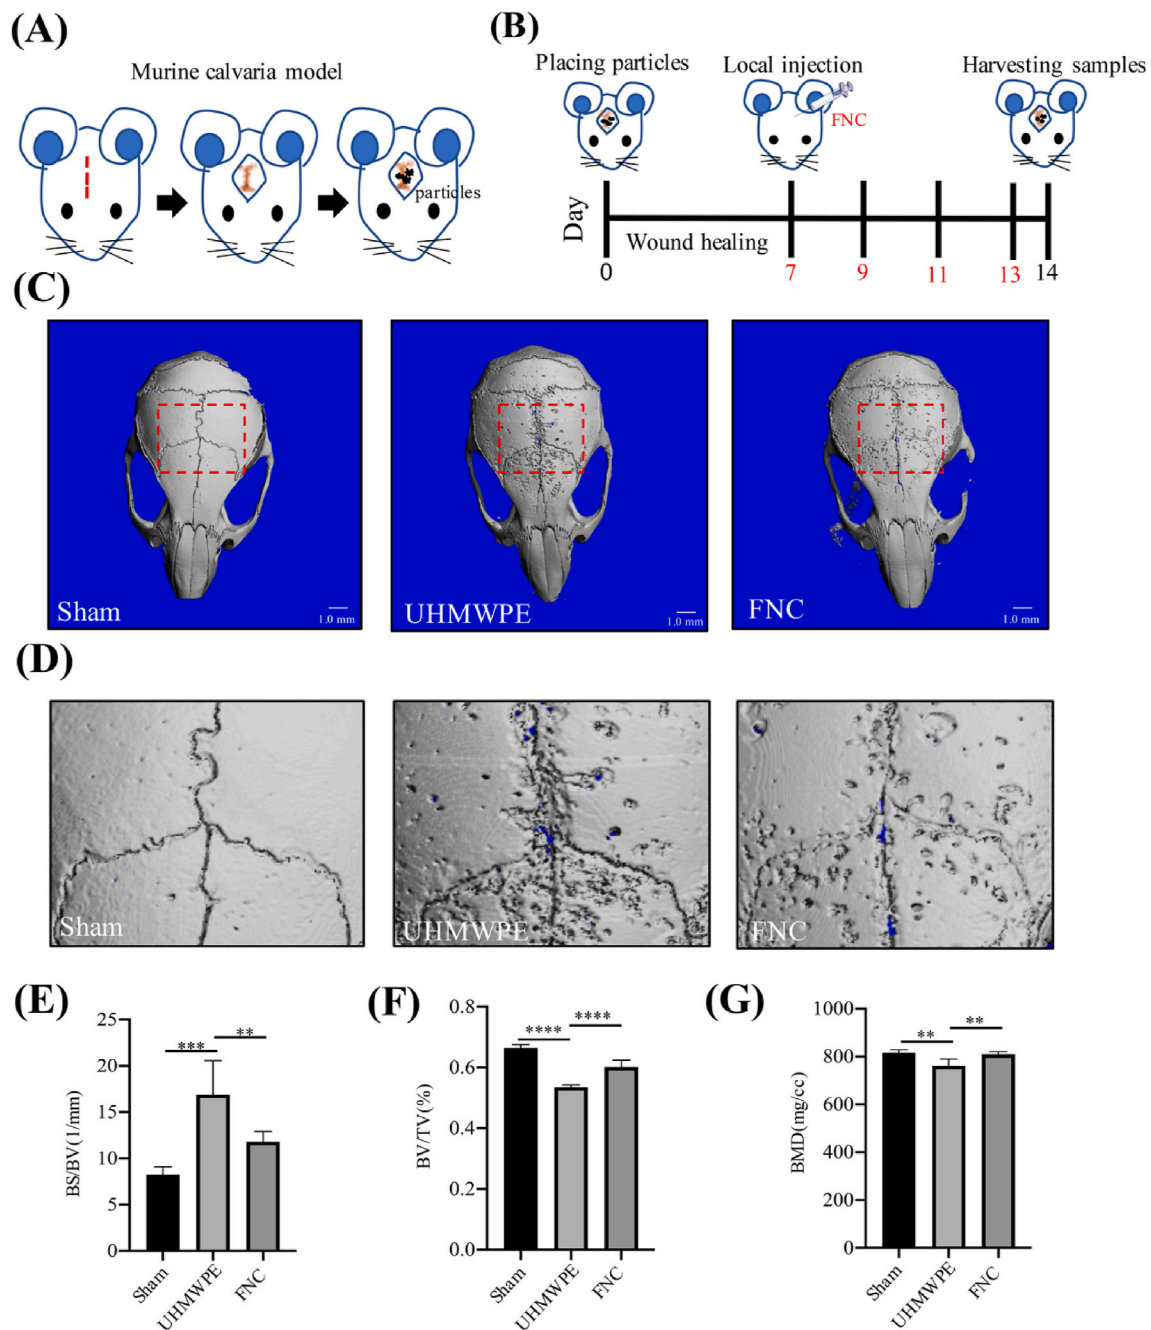 (A)
Murine calvaria model
particles
(B)
Placing particles
Local injection
Harvesting samples
FNC
Day
Wound healing
0
7
9
11
13
14
(C)
Sham
1.0 mm
UHMWPE
1.0 mm
FNC
1.0 mm
(D)
Sham
UHMWPE
FNC
(E)
BS/BV(1/mm)
25
20
15
10
5
0
***
**
Sham
UHMWPE
FNC
(F)
BV/TV(%)
0.8
0.6
0.4
0.2
0.0
****
****
Sham
UHMWPE
FNC
(G)
BMD(mg/cc)
1000
800
600
400
200
0
**
**
Sham
UHMWPE
FNC